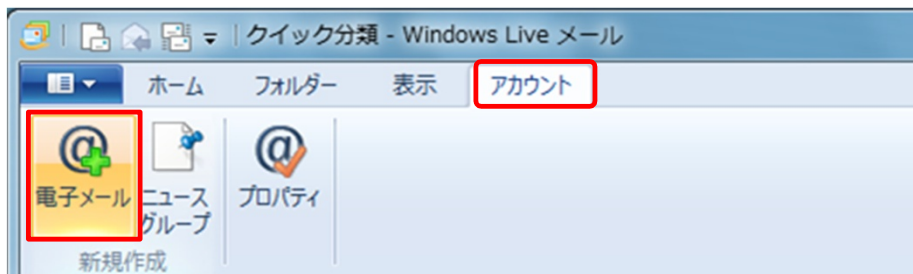 クイック分類 - Windows Live メール
ホーム フォルダー 表示 アカウント
電子メール ニュース プロパティ
グループ
新規作成